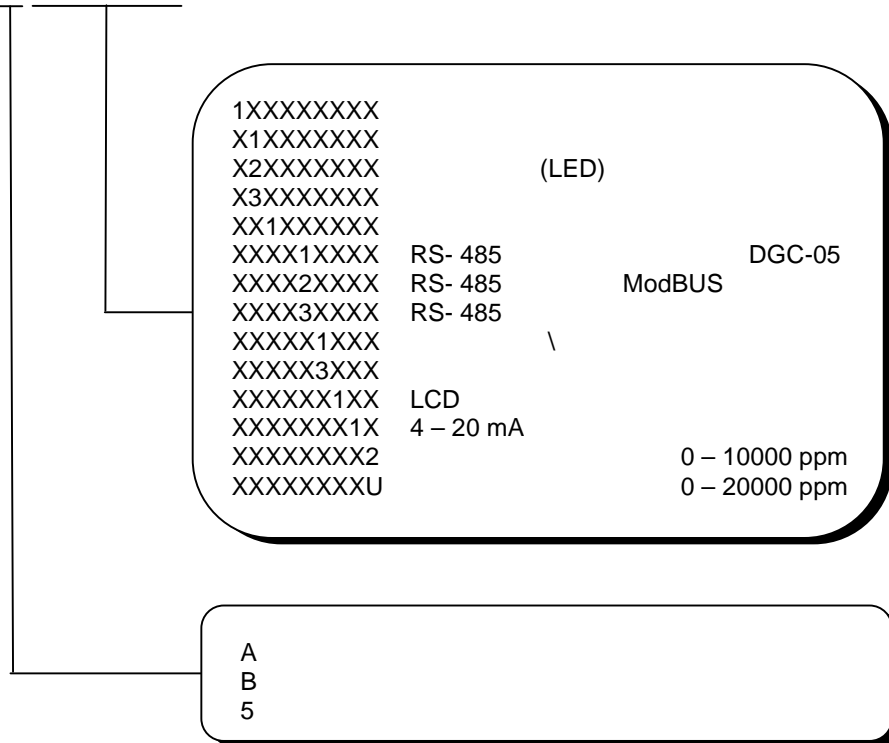 1XXXXXXXX
X1XXXXXXX
X2XXXXXXX (LED)
X3XXXXXXX
XX1XXXXXX
XXXX1XXXX RS- 485 DGC-05
XXXX2XXXX RS- 485 ModBUS
XXXX3XXXX RS- 485
XXXXX1XXX \
XXXXX3XXX
XXXXXX1XX LCD
XXXXXXX1X 4 – 20 mA
XXXXXXXX2 0 – 10000 ppm
XXXXXXXXU 0 – 20000 ppm
A
B
5